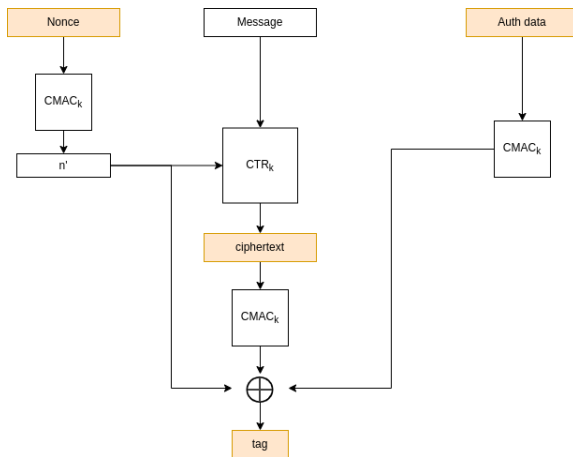 Nonce
Message
Auth data
CMACk
n'
CTRk
CMACk
ciphertext
CMACk
tag